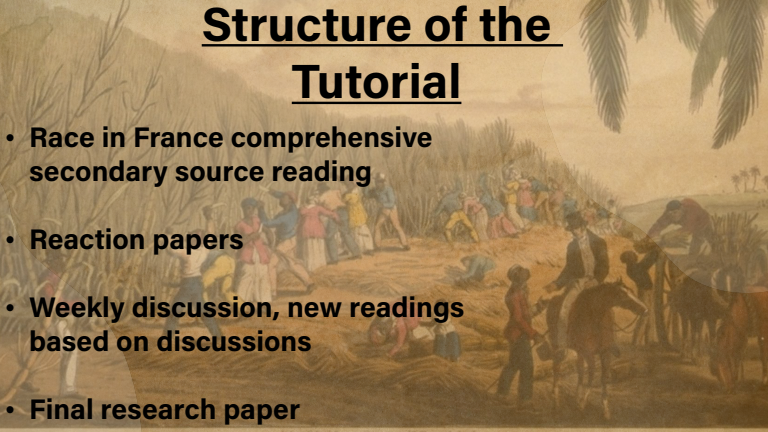 Structure of the
Tutorial
• Race in France comprehensive
secondary source reading
• Reaction papers
• Weekly discussion, new readings
based on discussions
• Final research paper